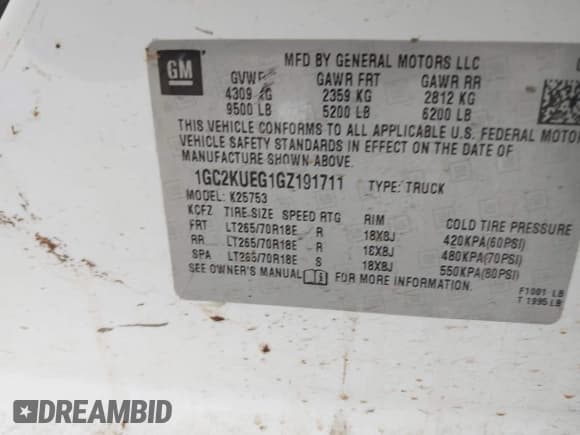 GM
MFD BY GENERAL MOTORS LLC
GVWR GAWR FRT GAWR RR
4309 KG 2359 KG 2812 KG
9500 LB 5200 LB 6200 LB
THIS VEHICLE CONFORMS TO ALL APPLICABLE U.S. FEDERAL MOTOR
VEHICLE SAFETY STANDARDS IN EFFECT ON THE DATE OF
MANUFACTURE SHOWN ABOVE.
1GC2KUEG1GZ191711 TYPE: TRUCK
MODEL: K25753
KCFZ TIRE SIZE SPEED RTG RIM COLD TIRE PRESSURE
FRT LT265/70R18E R 18X8J 420KPA(60PSI)
RR LT265/70R18E R 18X8J 480KPA(70PSI)
SPA LT265/70R18E S 18X8J 550KPA(80PSI)
SEE OWNER'S MANUAL FOR MORE INFORMATION.
F1001 LB
T 1995 LB
DREAMBID